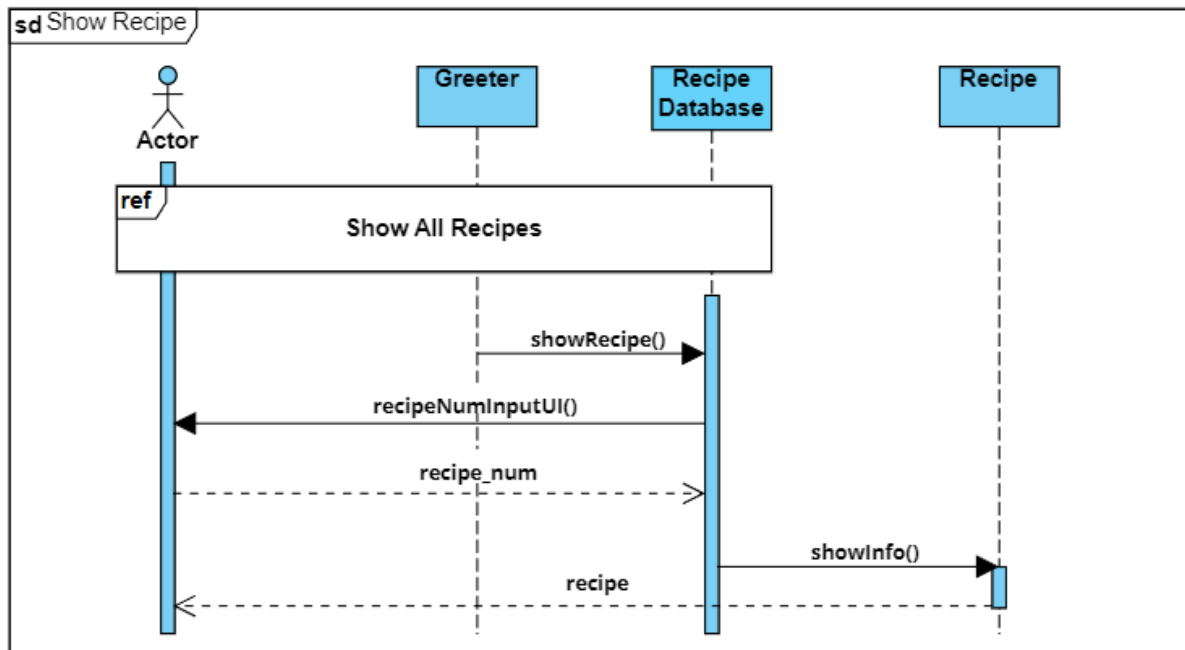 sd Show Recipe
Actor
Greeter
Recipe
Database
Recipe
ref
Show All Recipes
showRecipe()
recipeNumInputUI()
recipe_num
showInfo()
recipe